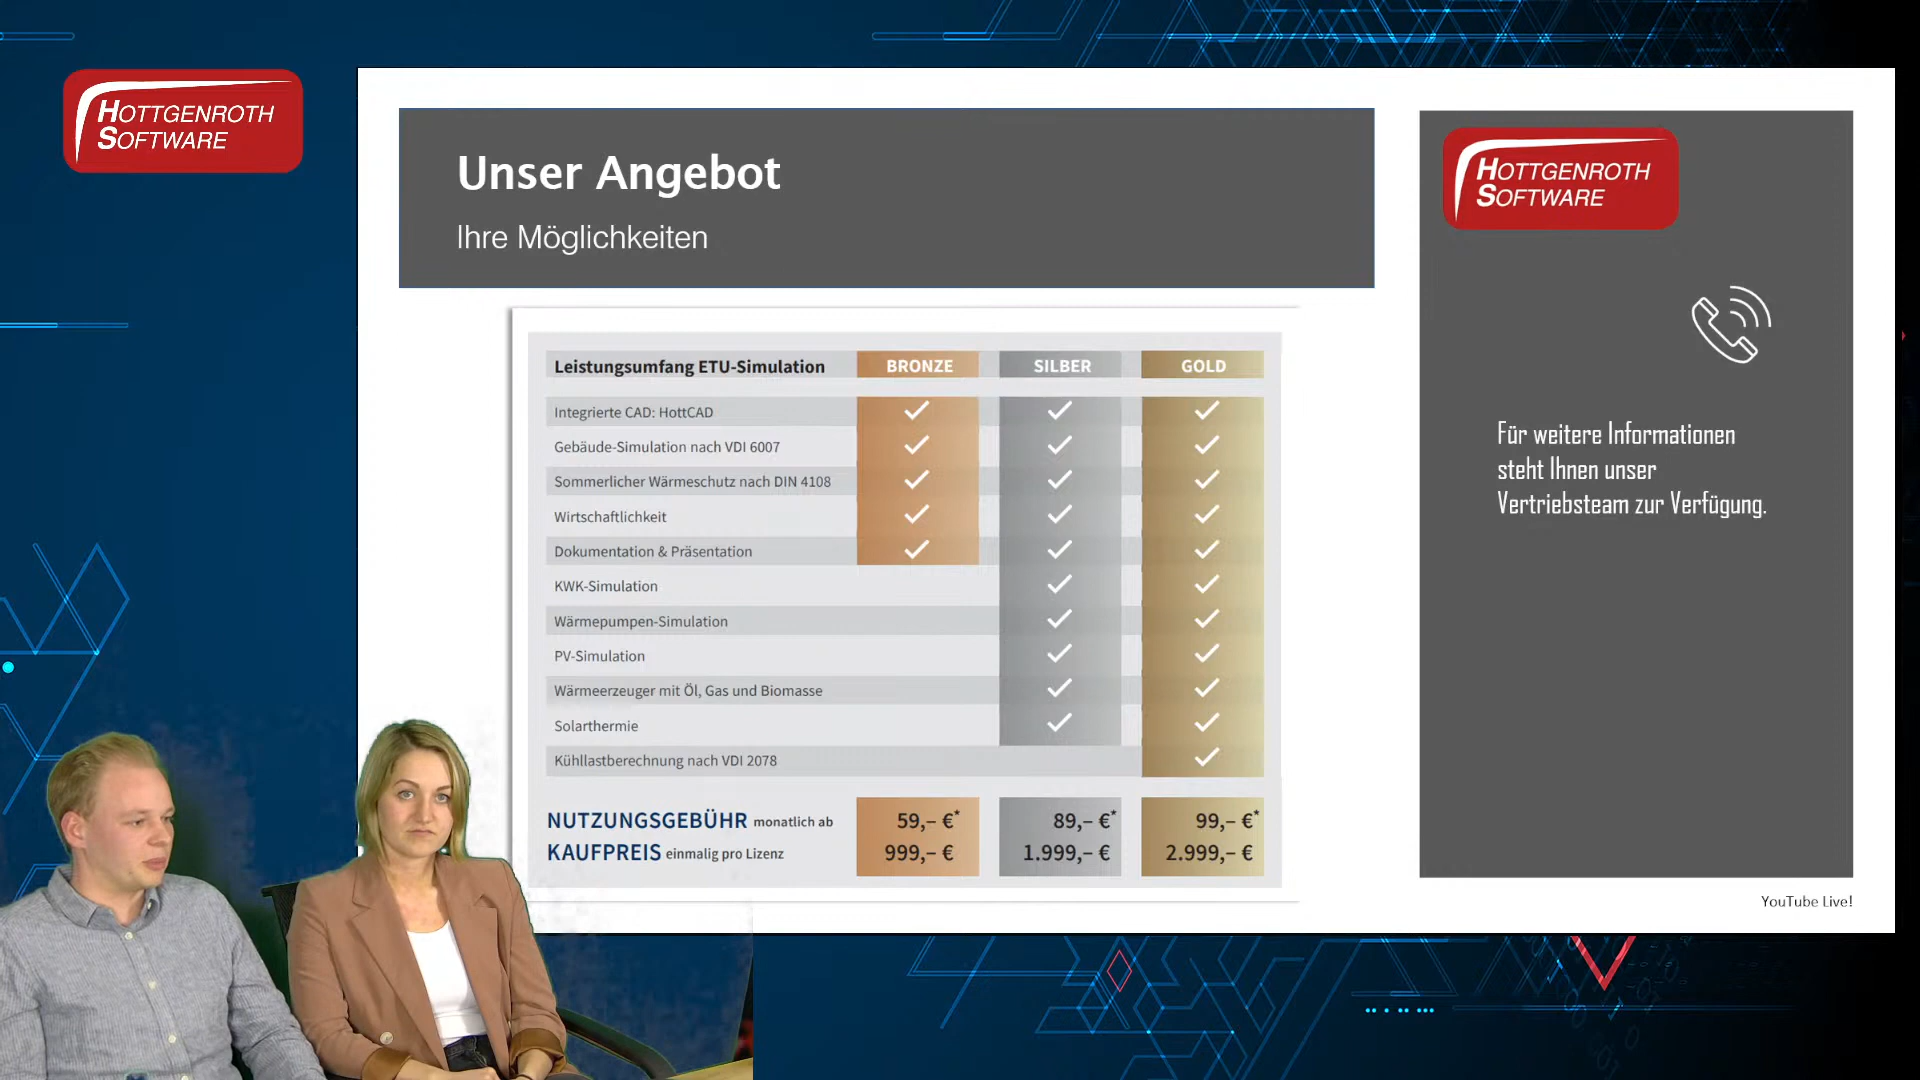 HOTTGENROTH
SOFTWARE
Unser Angebot
Ihre Möglichkeiten
HOTTGENROTH
SOFTWARE
Für weitere Informationen
steht Ihnen unser
Vertriebsteam zur Verfügung.
Leistungsumfang ETU-Simulation BRONZE SILBER GOLD
Integrierte CAD: HottCAD ✓ ✓ ✓
Gebäude-Simulation nach VDI 6007 ✓ ✓ ✓
Sommerlicher Wärmeschutz nach DIN 4108 ✓ ✓ ✓
Wirtschaftlichkeit ✓ ✓ ✓
Dokumentation & Präsentation ✓ ✓ ✓
KWK-Simulation ✓ ✓
Wärmepumpen-Simulation ✓ ✓
PV-Simulation ✓ ✓
Wärmeerzeuger mit Öl, Gas und Biomasse ✓ ✓
Solarthermie ✓ ✓
Kühllastberechnung nach VDI 2078 ✓
NUTZUNGSGEBÜHR monatlich ab 59,– €* 89,– €* 99,– €*
KAUFPREIS einmalig pro Lizenz 999,– € 1.999,– € 2.999,– €
YouTube Live!